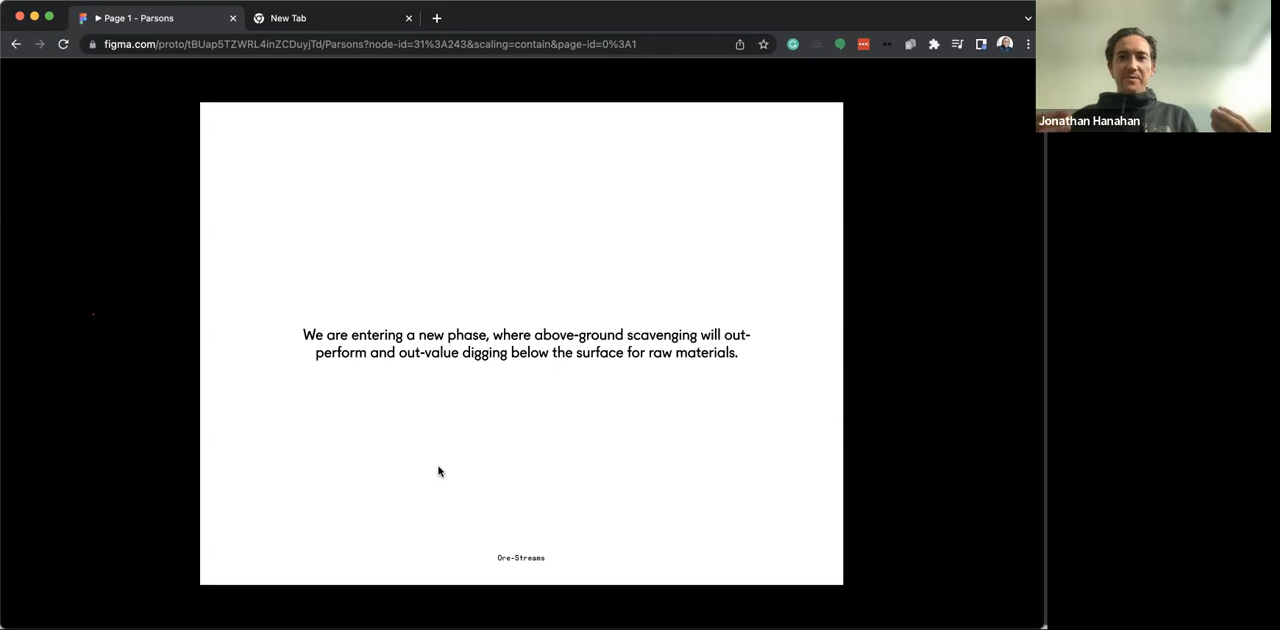 Page 1 - Parsons
New Tab
figma.com/proto/tBUap5TZWRL4inZCDuyjTd/Parsons?node-id=31%3A243&scaling=contain&page-id=0%3A1
Jonathan Hanahan
We are entering a new phase, where above-ground scavenging will out-
perform and out-value digging below the surface for raw materials.
Ore-Streams